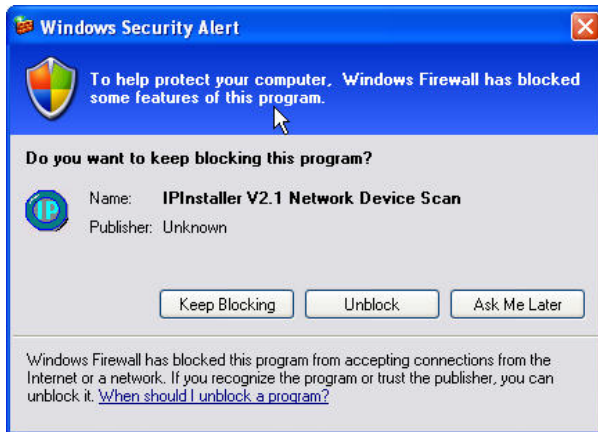 Windows Security Alert
To help protect your computer, Windows Firewall has blocked
some features of this program.
Do you want to keep blocking this program?
IP
Name: IPInstaller V2.1 Network Device Scan
Publisher: Unknown
Keep Blocking Unblock Ask Me Later
Windows Firewall has blocked this program from accepting connections from the
Internet or a network. If you recognize the program or trust the publisher, you can
unblock it. When should I unblock a program?